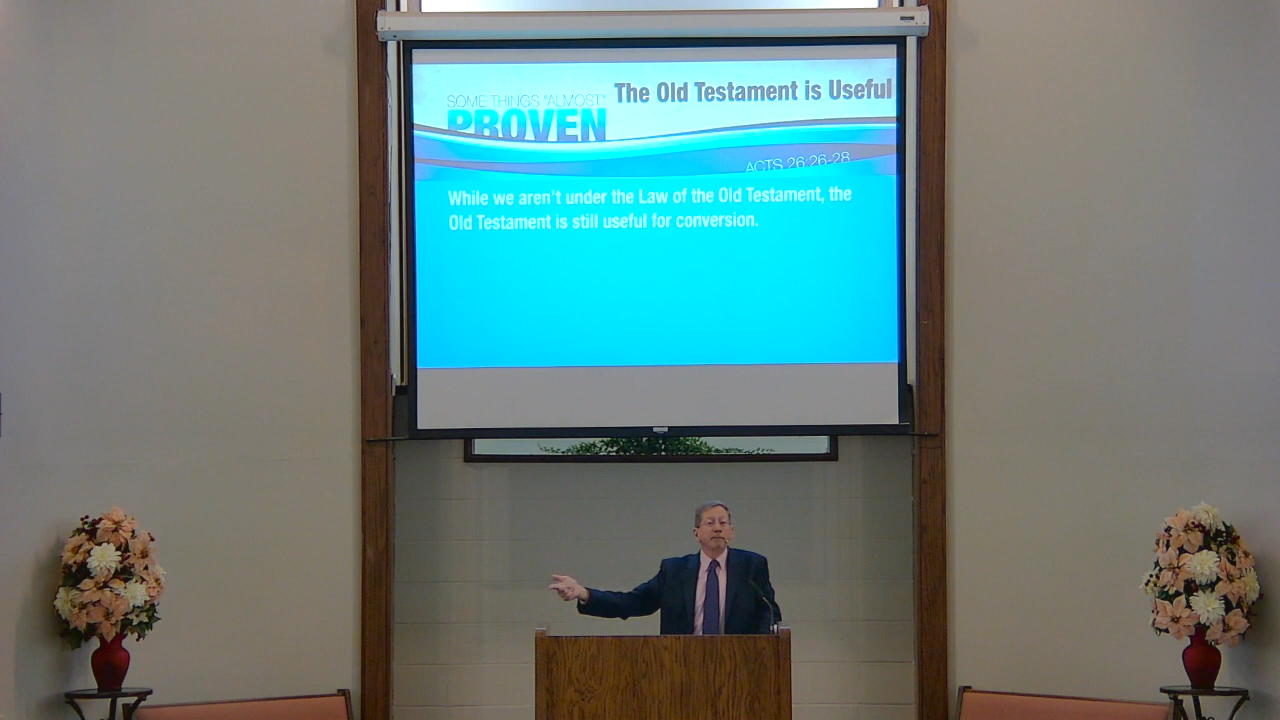 SOME THINGS "ALMOST"
PROVEN
The Old Testament is Useful
ACTS 26:26-28
While we aren't under the Law of the Old Testament, the
Old Testament is still useful for conversion.